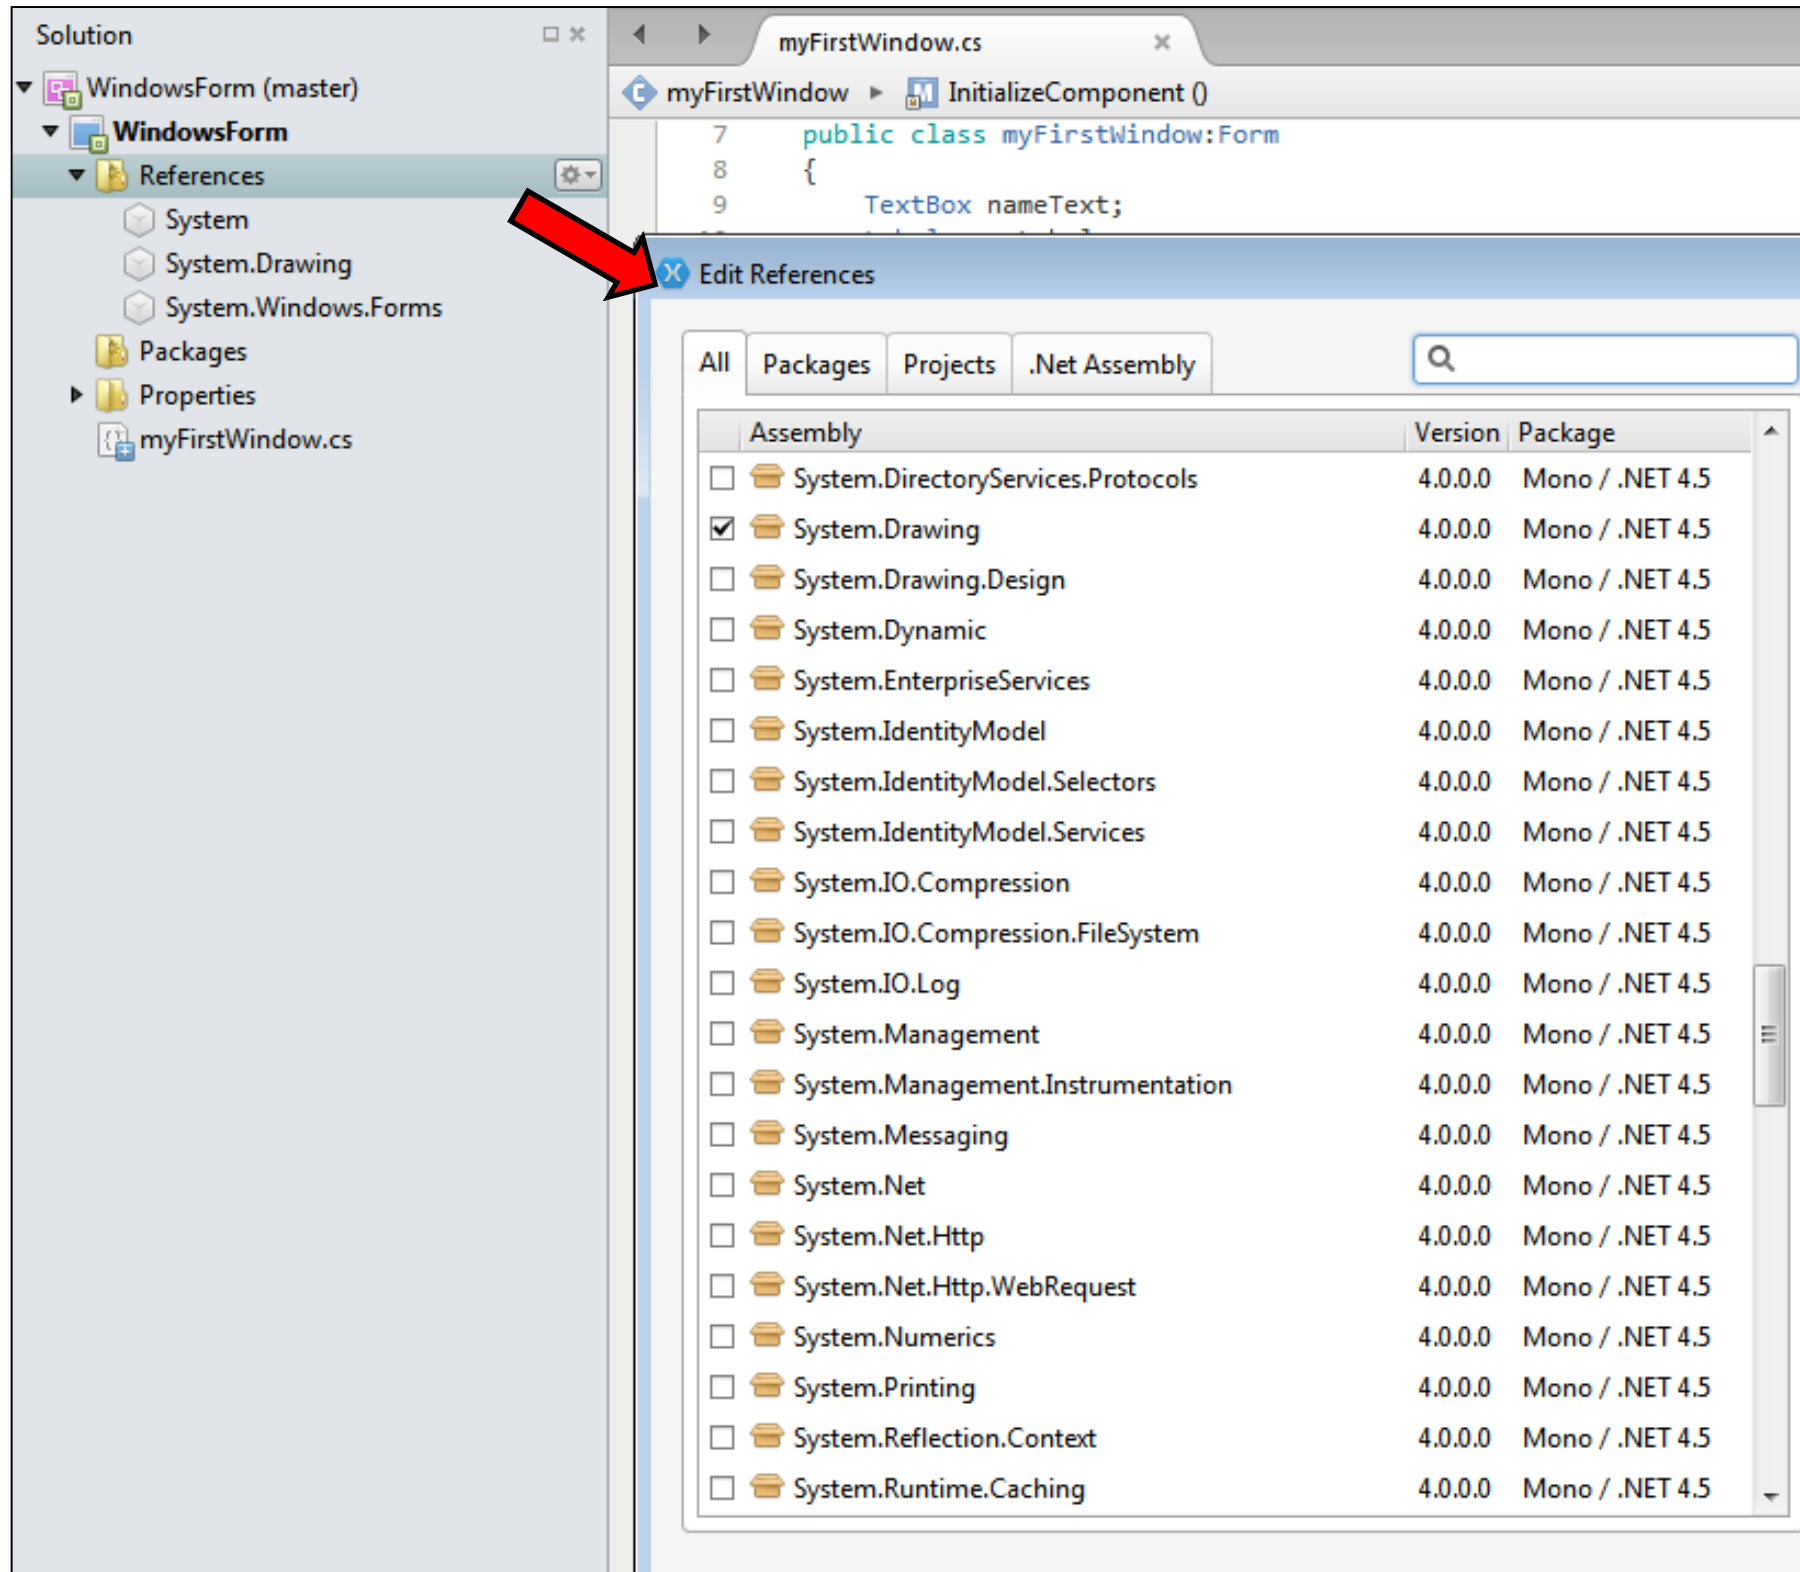 Solution
WindowsForm (master)
WindowsForm
References
System
System.Drawing
System.Windows.Forms
Packages
Properties
myFirstWindow.cs
myFirstWindow.cs
myFirstWindow InitializeComponent ()
7 public class myFirstWindow:Form
8 {
9 TextBox nameText;
Edit References
All Packages Projects .Net Assembly
Assembly Version Package
System.DirectoryServices.Protocols 4.0.0.0 Mono / .NET 4.5
System.Drawing 4.0.0.0 Mono / .NET 4.5
System.Drawing.Design 4.0.0.0 Mono / .NET 4.5
System.Dynamic 4.0.0.0 Mono / .NET 4.5
System.EnterpriseServices 4.0.0.0 Mono / .NET 4.5
System.IdentityModel 4.0.0.0 Mono / .NET 4.5
System.IdentityModel.Selectors 4.0.0.0 Mono / .NET 4.5
System.IdentityModel.Services 4.0.0.0 Mono / .NET 4.5
System.IO.Compression 4.0.0.0 Mono / .NET 4.5
System.IO.Compression.FileSystem 4.0.0.0 Mono / .NET 4.5
System.IO.Log 4.0.0.0 Mono / .NET 4.5
System.Management 4.0.0.0 Mono / .NET 4.5
System.Management.Instrumentation 4.0.0.0 Mono / .NET 4.5
System.Messaging 4.0.0.0 Mono / .NET 4.5
System.Net 4.0.0.0 Mono / .NET 4.5
System.Net.Http 4.0.0.0 Mono / .NET 4.5
System.Net.Http.WebRequest 4.0.0.0 Mono / .NET 4.5
System.Numerics 4.0.0.0 Mono / .NET 4.5
System.Printing 4.0.0.0 Mono / .NET 4.5
System.Reflection.Context 4.0.0.0 Mono / .NET 4.5
System.Runtime.Caching 4.0.0.0 Mono / .NET 4.5